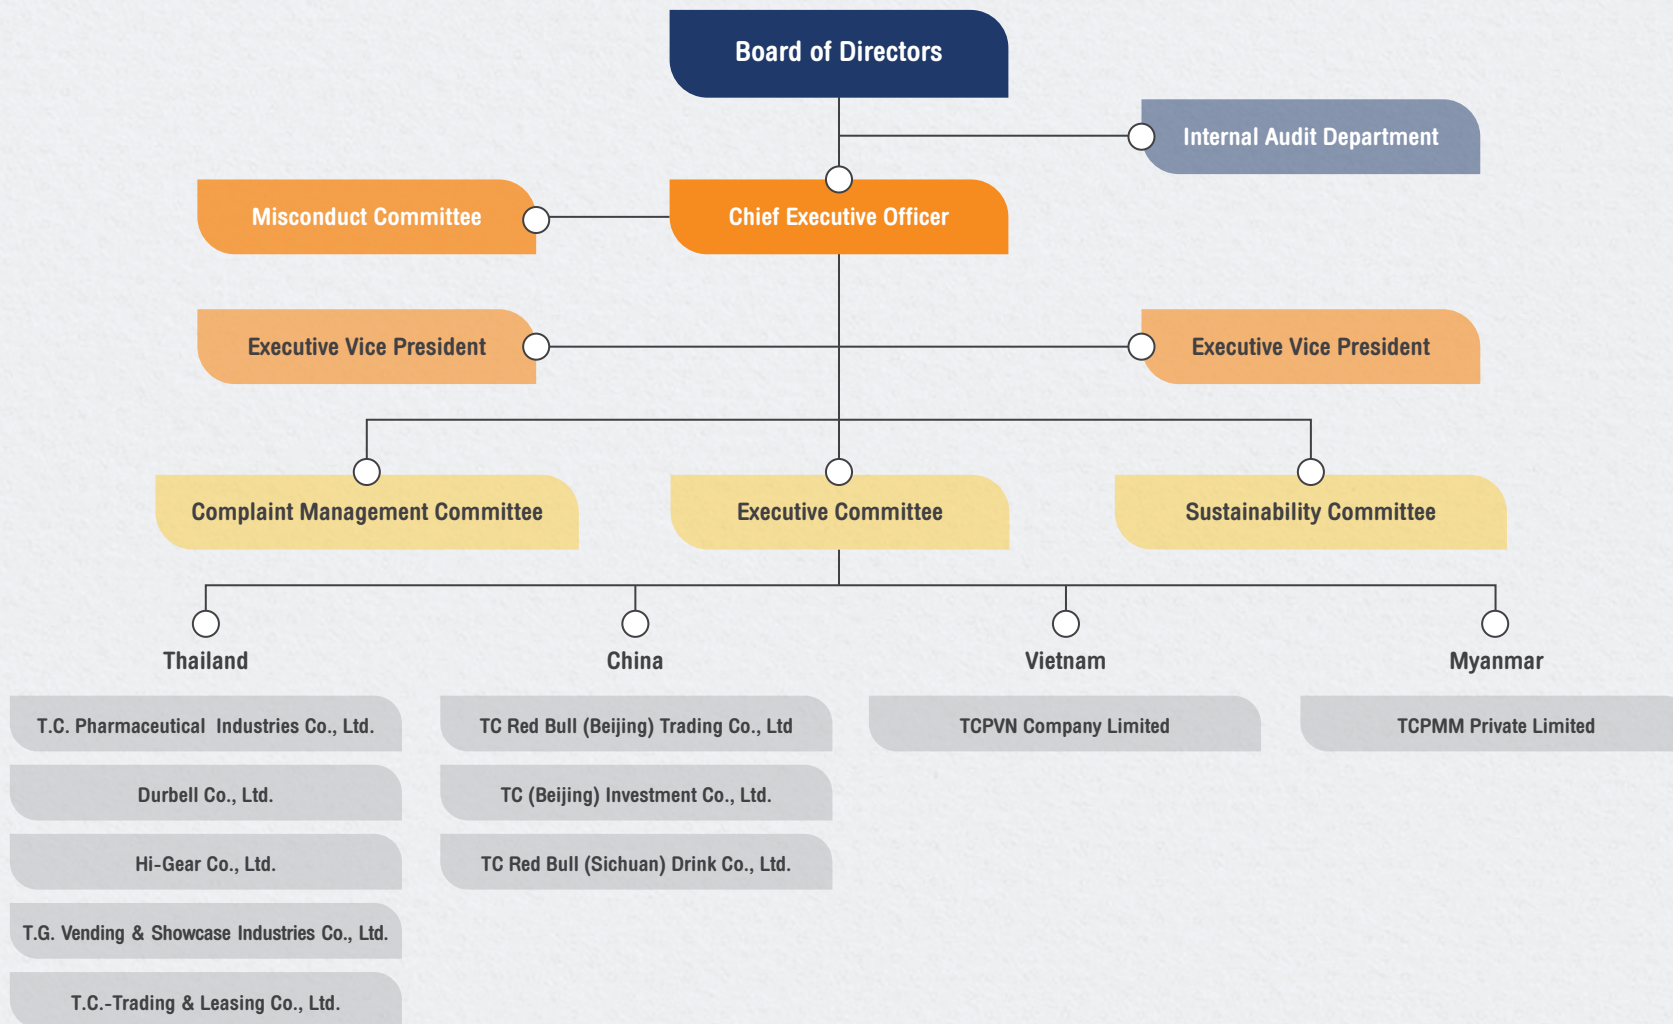 Board of Directors
Internal Audit Department
Misconduct Committee
Chief Executive Officer
Executive Vice President
Executive Vice President
Complaint Management Committee
Executive Committee
Sustainability Committee
Thailand
China
Vietnam
Myanmar
T.C. Pharmaceutical Industries Co., Ltd.
TC Red Bull (Beijing) Trading Co., Ltd
TCPVN Company Limited
TCPMM Private Limited
Durbell Co., Ltd.
TC (Beijing) Investment Co., Ltd.
Hi-Gear Co., Ltd.
TC Red Bull (Sichuan) Drink Co., Ltd.
T.G. Vending & Showcase Industries Co., Ltd.
T.C.-Trading & Leasing Co., Ltd.